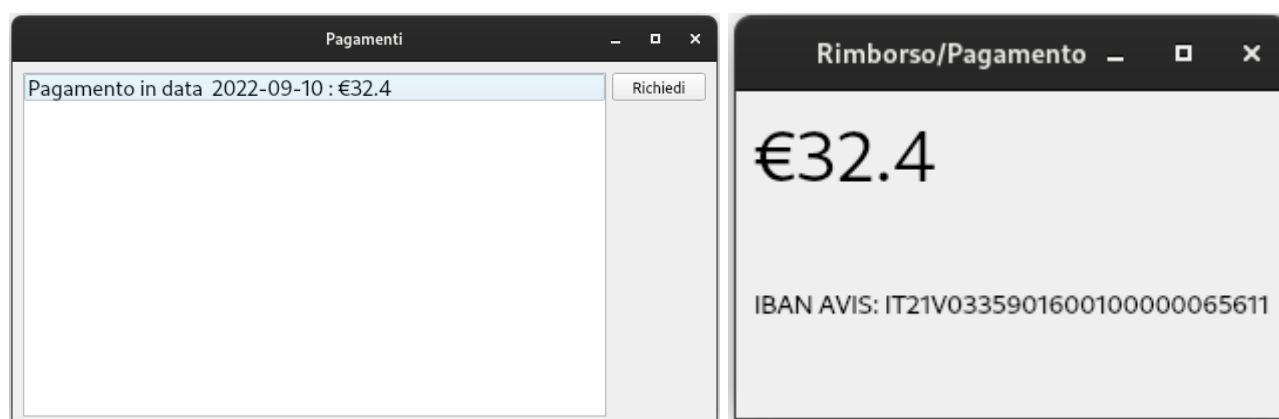 Pagamenti
Pagamento in data 2022-09-10 : €32.4
Richiedi
Rimborso/Pagamento
€32.4
IBAN AVIS: IT21V0335901600100000065611